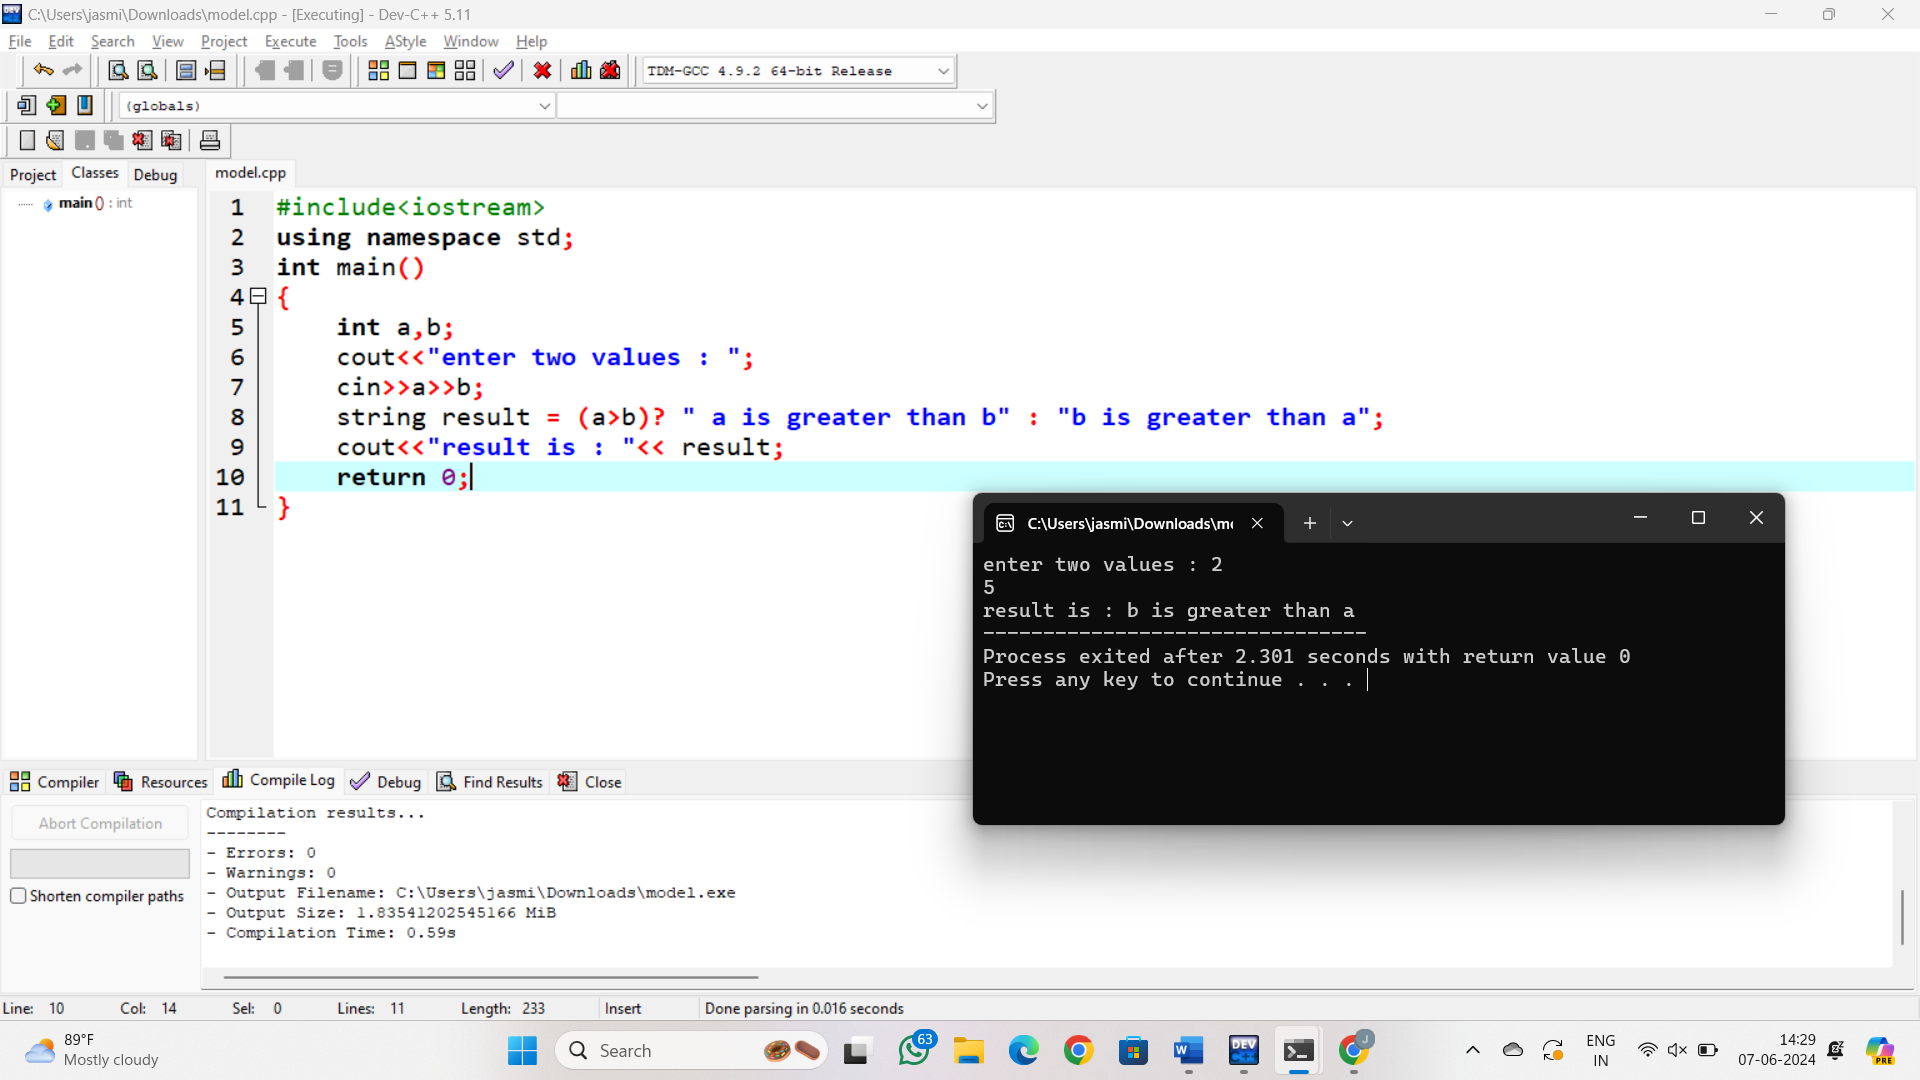 C:\Users\jasmi\Downloads\model.cpp - [Executing] - Dev-C++ 5.11
File Edit Search View Project Execute Tools AStyle Window Help
TDM-GCC 4.9.2 64-bit Release
(globals)
Project Classes Debug
main () : int
model.cpp
1 #include<iostream>
2 using namespace std;
3 int main()
4 {
5 int a,b;
6 cout<<"enter two values : ";
7 cin>>a>>b;
8 string result = (a>b)? " a is greater than b" : "b is greater than a";
9 cout<<"result is : "<< result;
10 return 0;
11 }
C:\Users\jasmi\Downloads\m
enter two values : 2
5
result is : b is greater than a
--------------------------------
Process exited after 2.301 seconds with return value 0
Press any key to continue . . .
Compiler Resources Compile Log Debug Find Results Close
Abort Compilation
Shorten compiler paths
Compilation results...
--------
- Errors: 0
- Warnings: 0
- Output Filename: C:\Users\jasmi\Downloads\model.exe
- Output Size: 1.83541202545166 MiB
- Compilation Time: 0.59s
Line: 10 Col: 14 Sel: 0 Lines: 11 Length: 233 Insert Done parsing in 0.016 seconds
89°F
Mostly cloudy
Search
63
W
DEV
J
ENG
IN
14:29
07-06-2024
PRE